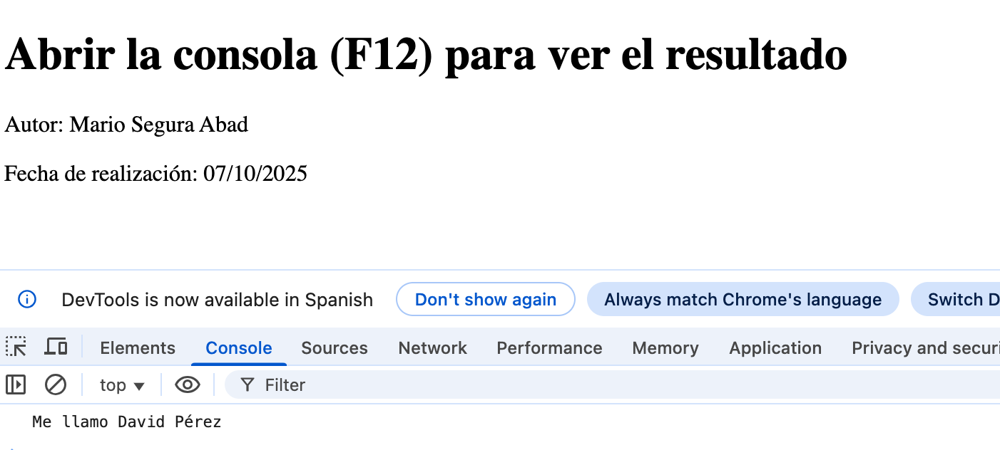 Abrir la consola (F12) para ver el resultado
Autor: Mario Segura Abad
Fecha de realización: 07/10/2025
DevTools is now available in Spanish Don't show again Always match Chrome's language Switch D
Elements Console Sources Network Performance Memory Application Privacy and securi
top Filter
Me llamo David Pérez